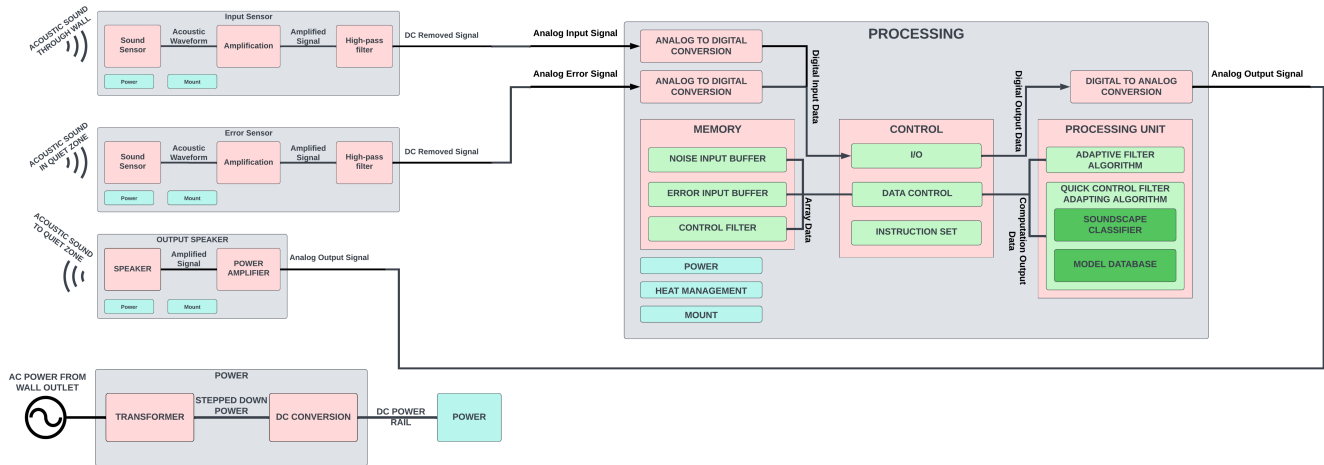 ACOUSTIC SOUND
THROUGH WALL
Input Sensor
Sound
Sensor
Acoustic
Waveform
Amplification
Amplified
Signal
High-pass
filter
Power
Mount
DC Removed Signal
Analog Input Signal
ACOUSTIC SOUND
IN QUIET ZONE
Error Sensor
Sound
Sensor
Acoustic
Waveform
Amplification
Amplified
Signal
High-pass
filter
Power
Mount
DC Removed Signal
Analog Error Signal
ACOUSTIC SOUND
TO QUIET ZONE
OUTPUT SPEAKER
SPEAKER
Amplified
Signal
POWER
AMPLIFIER
Power
Mount
Analog Output Signal
PROCESSING
ANALOG TO DIGITAL
CONVERSION
ANALOG TO DIGITAL
CONVERSION
Digital Input Data
Digital Output Data
DIGITAL TO ANALOG
CONVERSION
Analog Output Signal
MEMORY
NOISE INPUT BUFFER
ERROR INPUT BUFFER
CONTROL FILTER
Array Data
CONTROL
I/O
DATA CONTROL
INSTRUCTION SET
Computation Output
Data
PROCESSING UNIT
ADAPTIVE FILTER
ALGORITHM
QUICK CONTROL FILTER
ADAPTING ALGORITHM
SOUNDSCAPE
CLASSIFIER
MODEL DATABASE
POWER
HEAT MANAGEMENT
MOUNT
AC POWER FROM
WALL OUTLET
POWER
TRANSFORMER
STEPPED DOWN
POWER
DC CONVERSION
DC POWER
RAIL
POWER